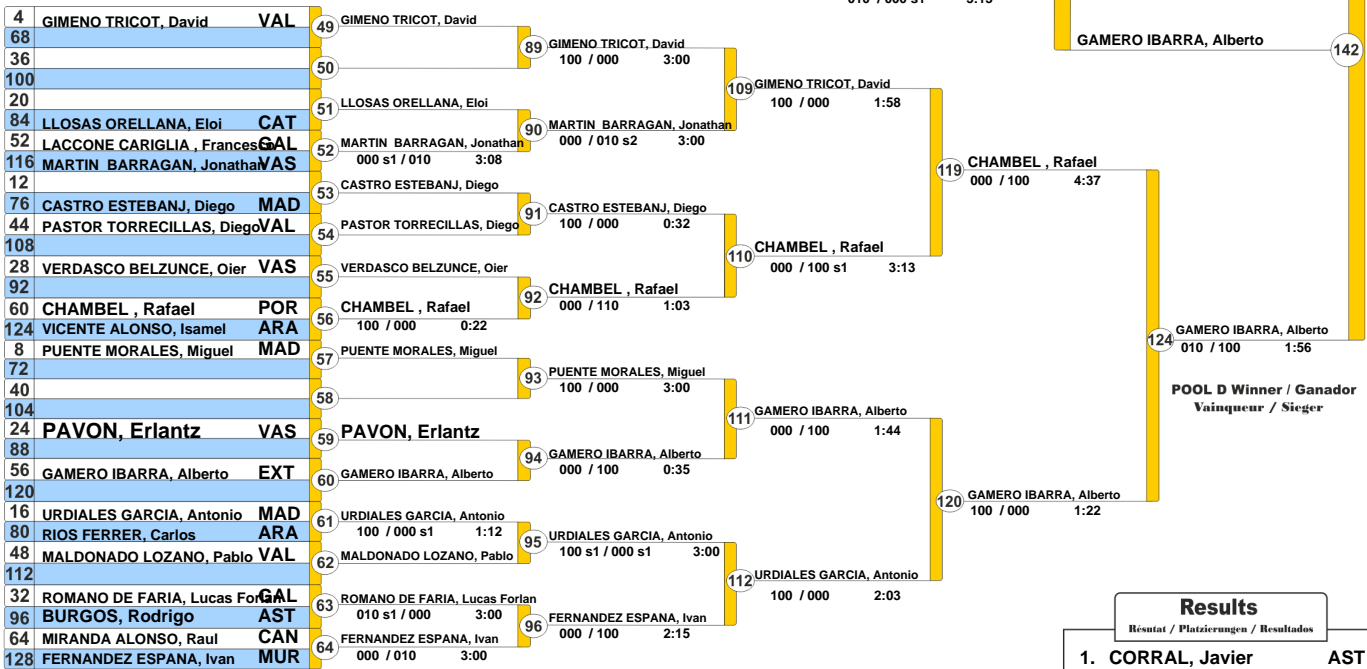 010 / 000 s1 3:13
GAMERO IBARRA, Alberto 142
4 GIMENO TRICOT, David VAL
68
36
100
20
84 LLOSAS ORELLANA, Eloi CAT
52 LACCONE CARIGLIA , Francesco GAL
116 MARTIN BARRAGAN, Jonathan VAS
12
76 CASTRO ESTEBANJ, Diego MAD
44 PASTOR TORRECILLAS, Diego VAL
108
28 VERDASCO BELZUNCE, Oier VAS
92
60 CHAMBEL , Rafael POR
124 VICENTE ALONSO, Isamel ARA
8 PUENTE MORALES, Miguel MAD
72
40
104
24 PAVON, Erlantz VAS
88
56 GAMERO IBARRA, Alberto EXT
120
16 URDIALES GARCIA, Antonio MAD
80 RIOS FERRER, Carlos ARA
48 MALDONADO LOZANO, Pablo VAL
112
32 ROMANO DE FARIA, Lucas Forlan GAL
96 BURGOS, Rodrigo AST
64 MIRANDA ALONSO, Raul CAN
128 FERNANDEZ ESPANA, Ivan MUR
49 GIMENO TRICOT, David
50
51 LLOSAS ORELLANA, Eloi
52 MARTIN BARRAGAN, Jonathan
000 s1 / 010 3:08
53 CASTRO ESTEBANJ, Diego
54 PASTOR TORRECILLAS, Diego
55 VERDASCO BELZUNCE, Oier
56 CHAMBEL , Rafael
100 / 000 0:22
57 PUENTE MORALES, Miguel
58
59 PAVON, Erlantz
60 GAMERO IBARRA, Alberto
61 URDIALES GARCIA, Antonio
100 / 000 s1 1:12
62 MALDONADO LOZANO, Pablo
63 ROMANO DE FARIA, Lucas Forlan
010 s1 / 000 3:00
64 FERNANDEZ ESPANA, Ivan
000 / 010 3:00
89 GIMENO TRICOT, David
100 / 000 3:00
90 MARTIN BARRAGAN, Jonathan
000 / 010 s2 3:00
91 CASTRO ESTEBANJ, Diego
100 / 000 0:32
92 CHAMBEL , Rafael
000 / 110 1:03
93 PUENTE MORALES, Miguel
100 / 000 3:00
94 GAMERO IBARRA, Alberto
000 / 100 0:35
95 URDIALES GARCIA, Antonio
100 s1 / 000 s1 3:00
96 FERNANDEZ ESPANA, Ivan
000 / 100 2:15
109 GIMENO TRICOT, David
100 / 000 1:58
110 CHAMBEL , Rafael
000 / 100 s1 3:13
111 GAMERO IBARRA, Alberto
000 / 100 1:44
112 URDIALES GARCIA, Antonio
100 / 000 2:03
119 CHAMBEL , Rafael
000 / 100 4:37
120 GAMERO IBARRA, Alberto
100 / 000 1:22
124 GAMERO IBARRA, Alberto
010 / 100 1:56
POOL D Winner / Ganador
Vainqueur / Sieger
Results
Résutat / Platzierungen / Resultados
1. CORRAL, Javier AST